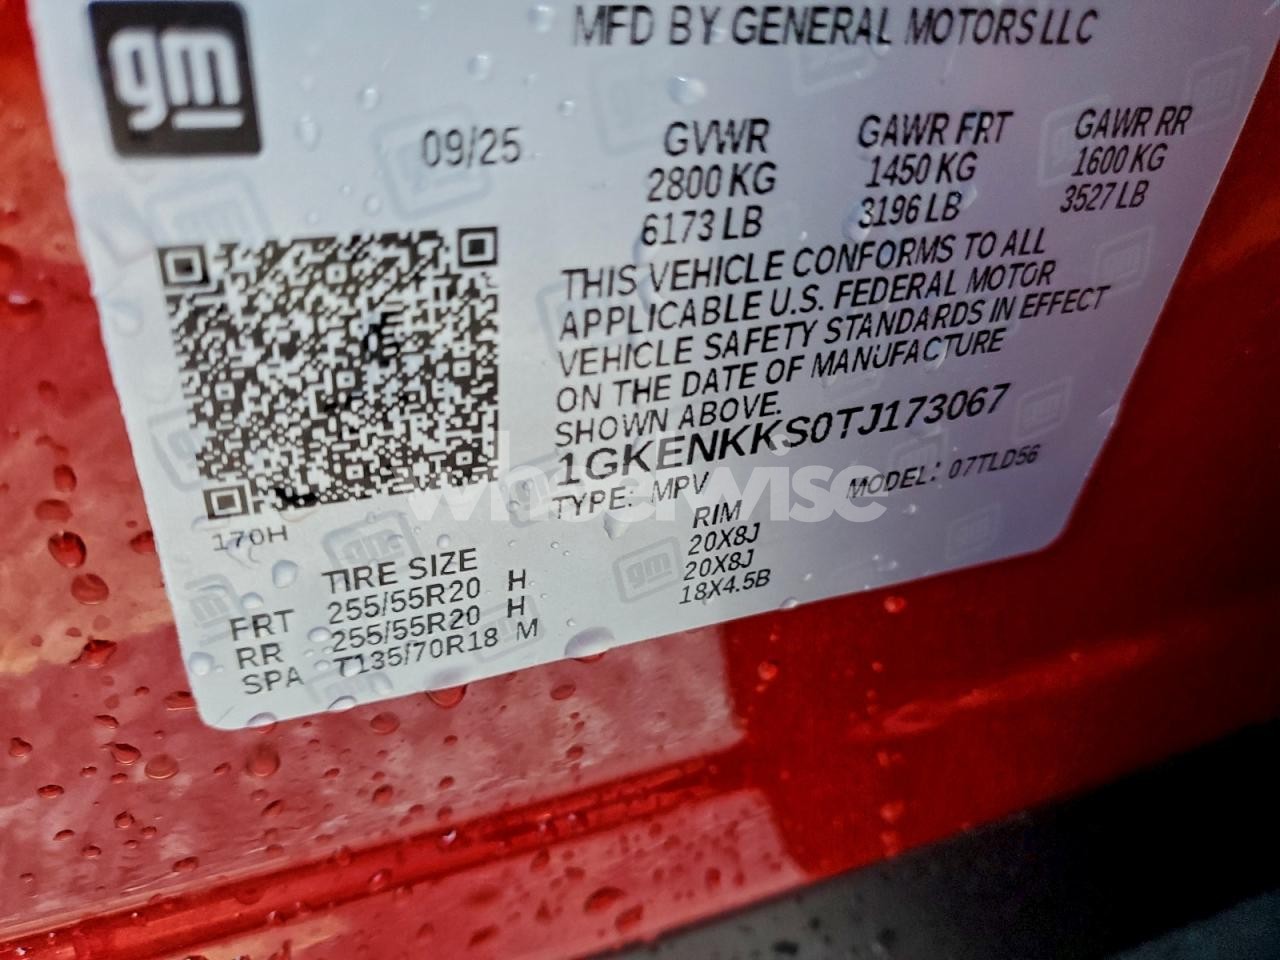 gm
MFD BY GENERAL MOTORS LLC
09/25
GVWR GAWR FRT GAWR RR
2800 KG 1450 KG 1600 KG
6173 LB 3196 LB 3527 LB
THIS VEHICLE CONFORMS TO ALL
APPLICABLE U.S. FEDERAL MOTOR
VEHICLE SAFETY STANDARDS IN EFFECT
ON THE DATE OF MANUFACTURE
SHOWN ABOVE.
1GKENKKS0TJ173067
TYPE: MPV MODEL: 07TLD56
wheelwise
170H
TIRE SIZE RIM
FRT 255/55R20 H 20X8J
RR 255/55R20 H 20X8J
SPA T135/70R18 M 18X4.5B